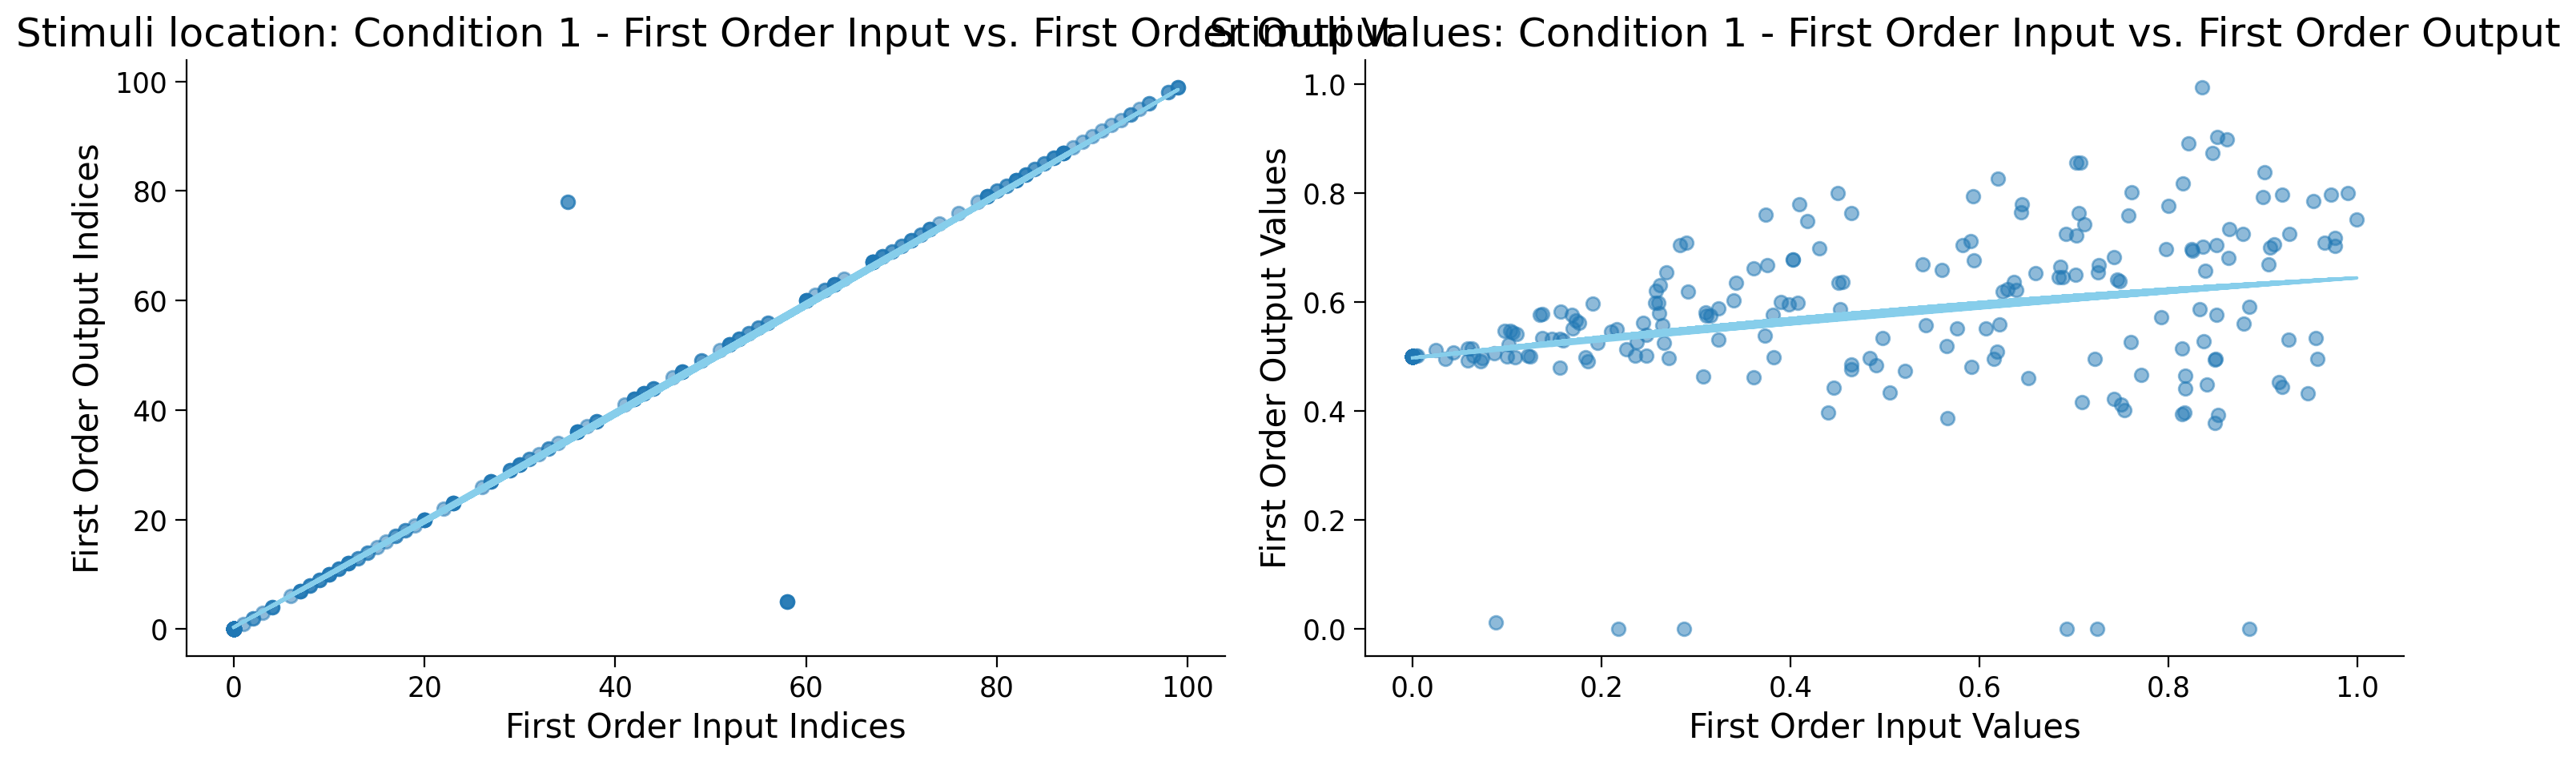 Stimuli location: Condition 1 - First Order Input vs. First Order Output
Stimuli Values: Condition 1 - First Order Input vs. First Order Output
100
80
60
40
20
0
First Order Output Indices
0 20 40 60 80 100
First Order Input Indices
1.0
0.8
0.6
0.4
0.2
0.0
First Order Output Values
0.0 0.2 0.4 0.6 0.8 1.0
First Order Input Values